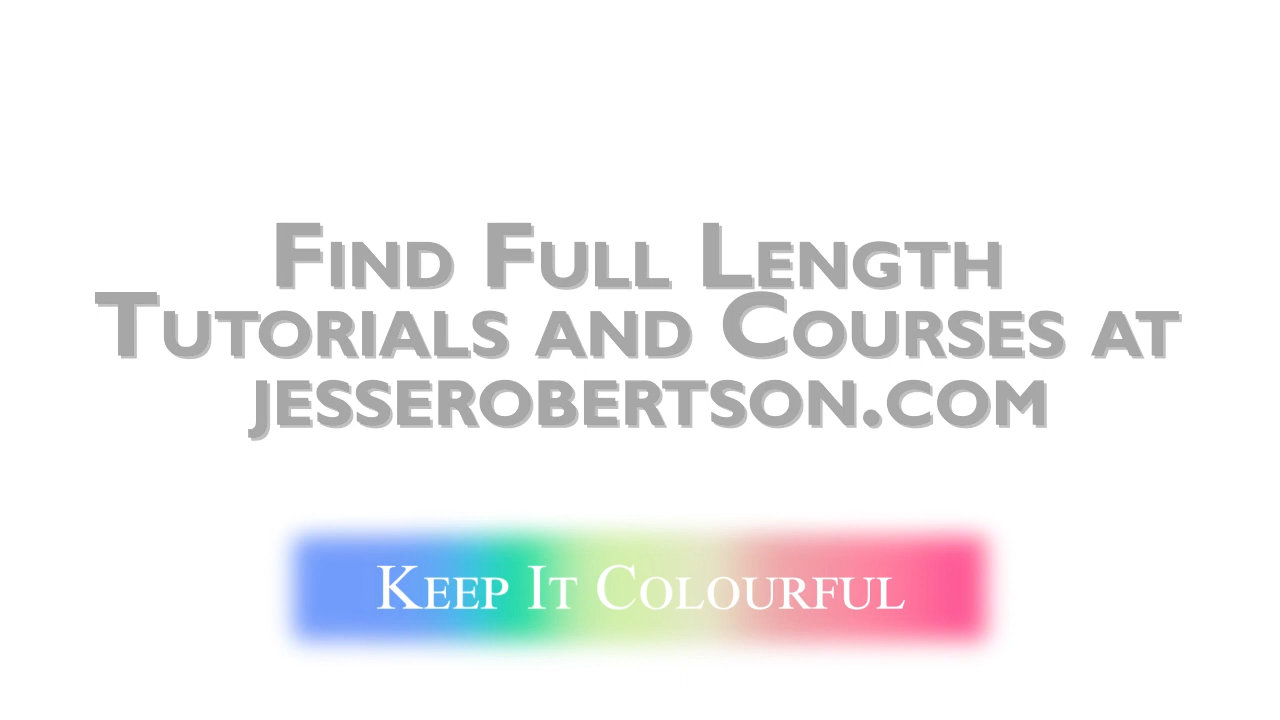 Find Full Length
Tutorials and Courses at
jesserobertson.com
Keep It Colourful